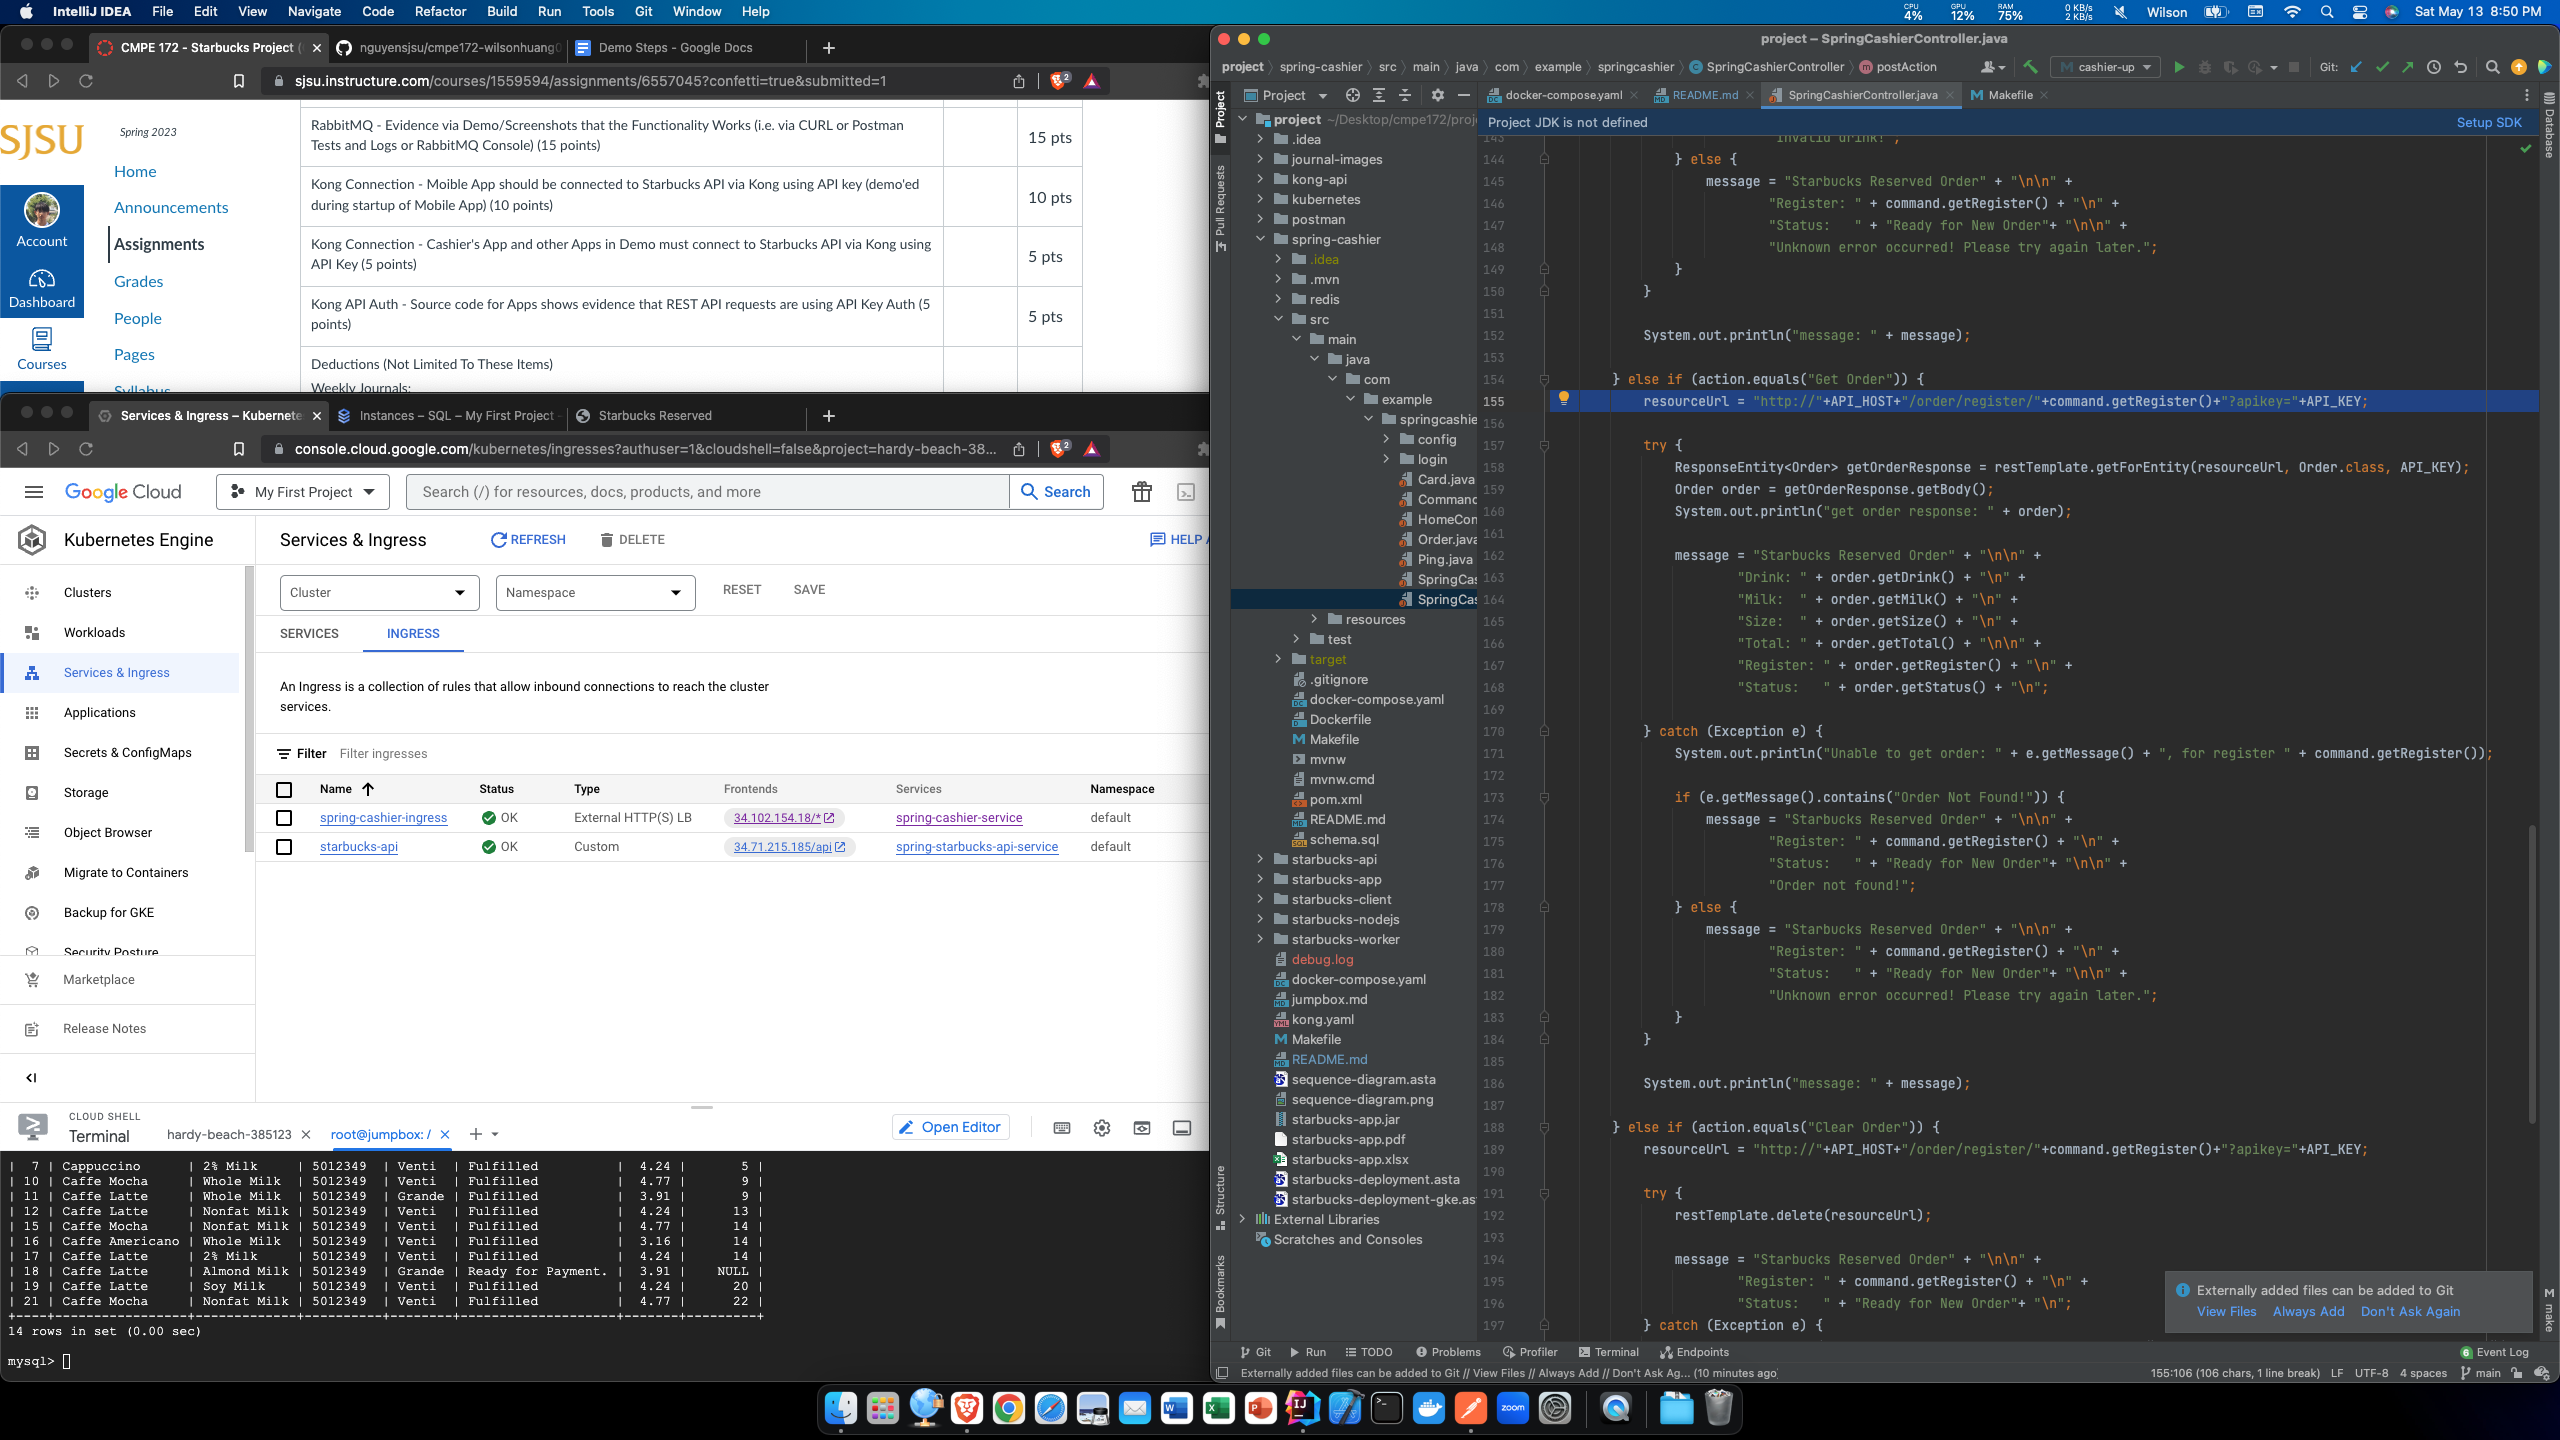 IntelliJ IDEA File Edit View Navigate Code Refactor Build Run Tools Git Window Help
CPU 4% GPU 12% RAM 75% 0 KB/s 2 KB/s Wilson Sat May 13 8:50 PM
CMPE 172 - Starbucks Project ( nguyensjsu/cmpe172-wilsonhuang0 Demo Steps - Google Docs
sjsu.instructure.com/courses/1559594/assignments/6557045?confetti=true&submitted=1
SJSU
Account
Dashboard
Courses
Spring 2023
Home
Announcements
Assignments
Grades
People
Pages
Syllabus
RabbitMQ - Evidence via Demo/Screenshots that the Functionality Works (i.e. via CURL or Postman
Tests and Logs or RabbitMQ Console) (15 points)
15 pts
Kong Connection - Moible App should be connected to Starbucks API via Kong using API key (demo'ed
during startup of Mobile App) (10 points)
10 pts
Kong Connection - Cashier's App and other Apps in Demo must connect to Starbucks API via Kong using
API Key (5 points)
5 pts
Kong API Auth - Source code for Apps shows evidence that REST API requests are using API Key Auth (5
points)
5 pts
Deductions (Not Limited To These Items)
Weekly Journals:
Services & Ingress – Kubernete Instances – SQL – My First Project Starbucks Reserved
console.cloud.google.com/kubernetes/ingresses?authuser=1&cloudshell=false&project=hardy-beach-38...
Google Cloud My First Project Search (/) for resources, docs, products, and more Search
Kubernetes Engine
Clusters
Workloads
Services & Ingress
Applications
Secrets & ConfigMaps
Storage
Object Browser
Migrate to Containers
Backup for GKE
Security Posture
Marketplace
Release Notes
Services & Ingress REFRESH DELETE HELP A
Cluster Namespace RESET SAVE
SERVICES INGRESS
An Ingress is a collection of rules that allow inbound connections to reach the cluster
services.
Filter Filter ingresses
Name Status Type Frontends Services Namespace
spring-cashier-ingress OK External HTTP(S) LB 34.102.154.18/* spring-cashier-service default
starbucks-api OK Custom 34.71.215.185/api spring-starbucks-api-service default
CLOUD SHELL
Terminal hardy-beach-385123 root@jumpbox: / Open Editor
| 7 | Cappuccino | 2% Milk | 5012349 | Venti | Fulfilled | 4.24 | 5 |
| 10 | Caffe Mocha | Whole Milk | 5012349 | Venti | Fulfilled | 4.77 | 9 |
| 11 | Caffe Latte | Whole Milk | 5012349 | Grande | Fulfilled | 3.91 | 9 |
| 12 | Caffe Latte | Nonfat Milk | 5012349 | Venti | Fulfilled | 4.24 | 13 |
| 15 | Caffe Mocha | Nonfat Milk | 5012349 | Venti | Fulfilled | 4.77 | 14 |
| 16 | Caffe Americano | Whole Milk | 5012349 | Venti | Fulfilled | 3.16 | 14 |
| 17 | Caffe Latte | 2% Milk | 5012349 | Venti | Fulfilled | 4.24 | 14 |
| 18 | Caffe Latte | Almond Milk | 5012349 | Grande | Ready for Payment. | 3.91 | NULL |
| 19 | Caffe Latte | Soy Milk | 5012349 | Venti | Fulfilled | 4.24 | 20 |
| 21 | Caffe Mocha | Nonfat Milk | 5012349 | Venti | Fulfilled | 4.77 | 22 |
14 rows in set (0.00 sec)
mysql>
project – SpringCashierController.java
project spring-cashier src main java com example springcashier SpringCashierController postAction cashier-up Git:
Project docker-compose.yaml README.md SpringCashierController.java Makefile
Project JDK is not defined Setup SDK
Project
Pull Requests
Structure
Bookmarks
Database
make
project ~/Desktop/cmpe172/proj
.idea
journal-images
kong-api
kubernetes
postman
spring-cashier
.idea
.mvn
redis
src
main
java
com
example
springcashie
config
login
Card.java
Command
HomeCon
Order.java
Ping.java
SpringCas
SpringCas
resources
test
target
.gitignore
docker-compose.yaml
Dockerfile
Makefile
mvnw
mvnw.cmd
pom.xml
README.md
schema.sql
starbucks-api
starbucks-app
starbucks-client
starbucks-nodejs
starbucks-worker
debug.log
docker-compose.yaml
jumpbox.md
kong.yaml
Makefile
README.md
sequence-diagram.asta
sequence-diagram.png
starbucks-app.jar
starbucks-app.pdf
starbucks-app.xlsx
starbucks-deployment.asta
starbucks-deployment-gke.as
External Libraries
Scratches and Consoles
143 "Invalid drink!";
144 } else {
145 message = "Starbucks Reserved Order" + "\n\n" +
146 "Register: " + command.getRegister() + "\n" +
147 "Status:   " + "Ready for New Order"+ "\n\n" +
148 "Unknown error occurred! Please try again later.";
149 }
150 }
151
152 System.out.println("message: " + message);
153
154 } else if (action.equals("Get Order")) {
155 resourceUrl = "http://"+API_HOST+"/order/register/"+command.getRegister()+"?apikey="+API_KEY;
156
157 try {
158 ResponseEntity<Order> getOrderResponse = restTemplate.getForEntity(resourceUrl, Order.class, API_KEY);
159 Order order = getOrderResponse.getBody();
160 System.out.println("get order response: " + order);
161
162 message = "Starbucks Reserved Order" + "\n\n" +
163 "Drink: " + order.getDrink() + "\n" +
164 "Milk:  " + order.getMilk() + "\n" +
165 "Size:  " + order.getSize() + "\n" +
166 "Total: " + order.getTotal() + "\n\n" +
167 "Register: " + order.getRegister() + "\n" +
168 "Status:   " + order.getStatus() + "\n";
169
170 } catch (Exception e) {
171 System.out.println("Unable to get order: " + e.getMessage() + ", for register " + command.getRegister());
172
173 if (e.getMessage().contains("Order Not Found!")) {
174 message = "Starbucks Reserved Order" + "\n\n" +
175 "Register: " + command.getRegister() + "\n" +
176 "Status:   " + "Ready for New Order"+ "\n\n" +
177 "Order not found!";
178 } else {
179 message = "Starbucks Reserved Order" + "\n\n" +
180 "Register: " + command.getRegister() + "\n" +
181 "Status:   " + "Ready for New Order"+ "\n\n" +
182 "Unknown error occurred! Please try again later.";
183 }
184 }
185
186 System.out.println("message: " + message);
187
188 } else if (action.equals("Clear Order")) {
189 resourceUrl = "http://"+API_HOST+"/order/register/"+command.getRegister()+"?apikey="+API_KEY;
190
191 try {
192 restTemplate.delete(resourceUrl);
193
194 message = "Starbucks Reserved Order" + "\n\n" +
195 "Register: " + command.getRegister() + "\n" +
196 "Status:   " + "Ready for New Order"+ "\n";
197 } catch (Exception e) {
Externally added files can be added to Git
View Files Always Add Don't Ask Again
Git Run TODO Problems Profiler Terminal Endpoints 6 Event Log
Externally added files can be added to Git // View Files // Always Add // Don't Ask Ag... (10 minutes ago) 155:106 (106 chars, 1 line break) LF UTF-8 4 spaces main
zoom